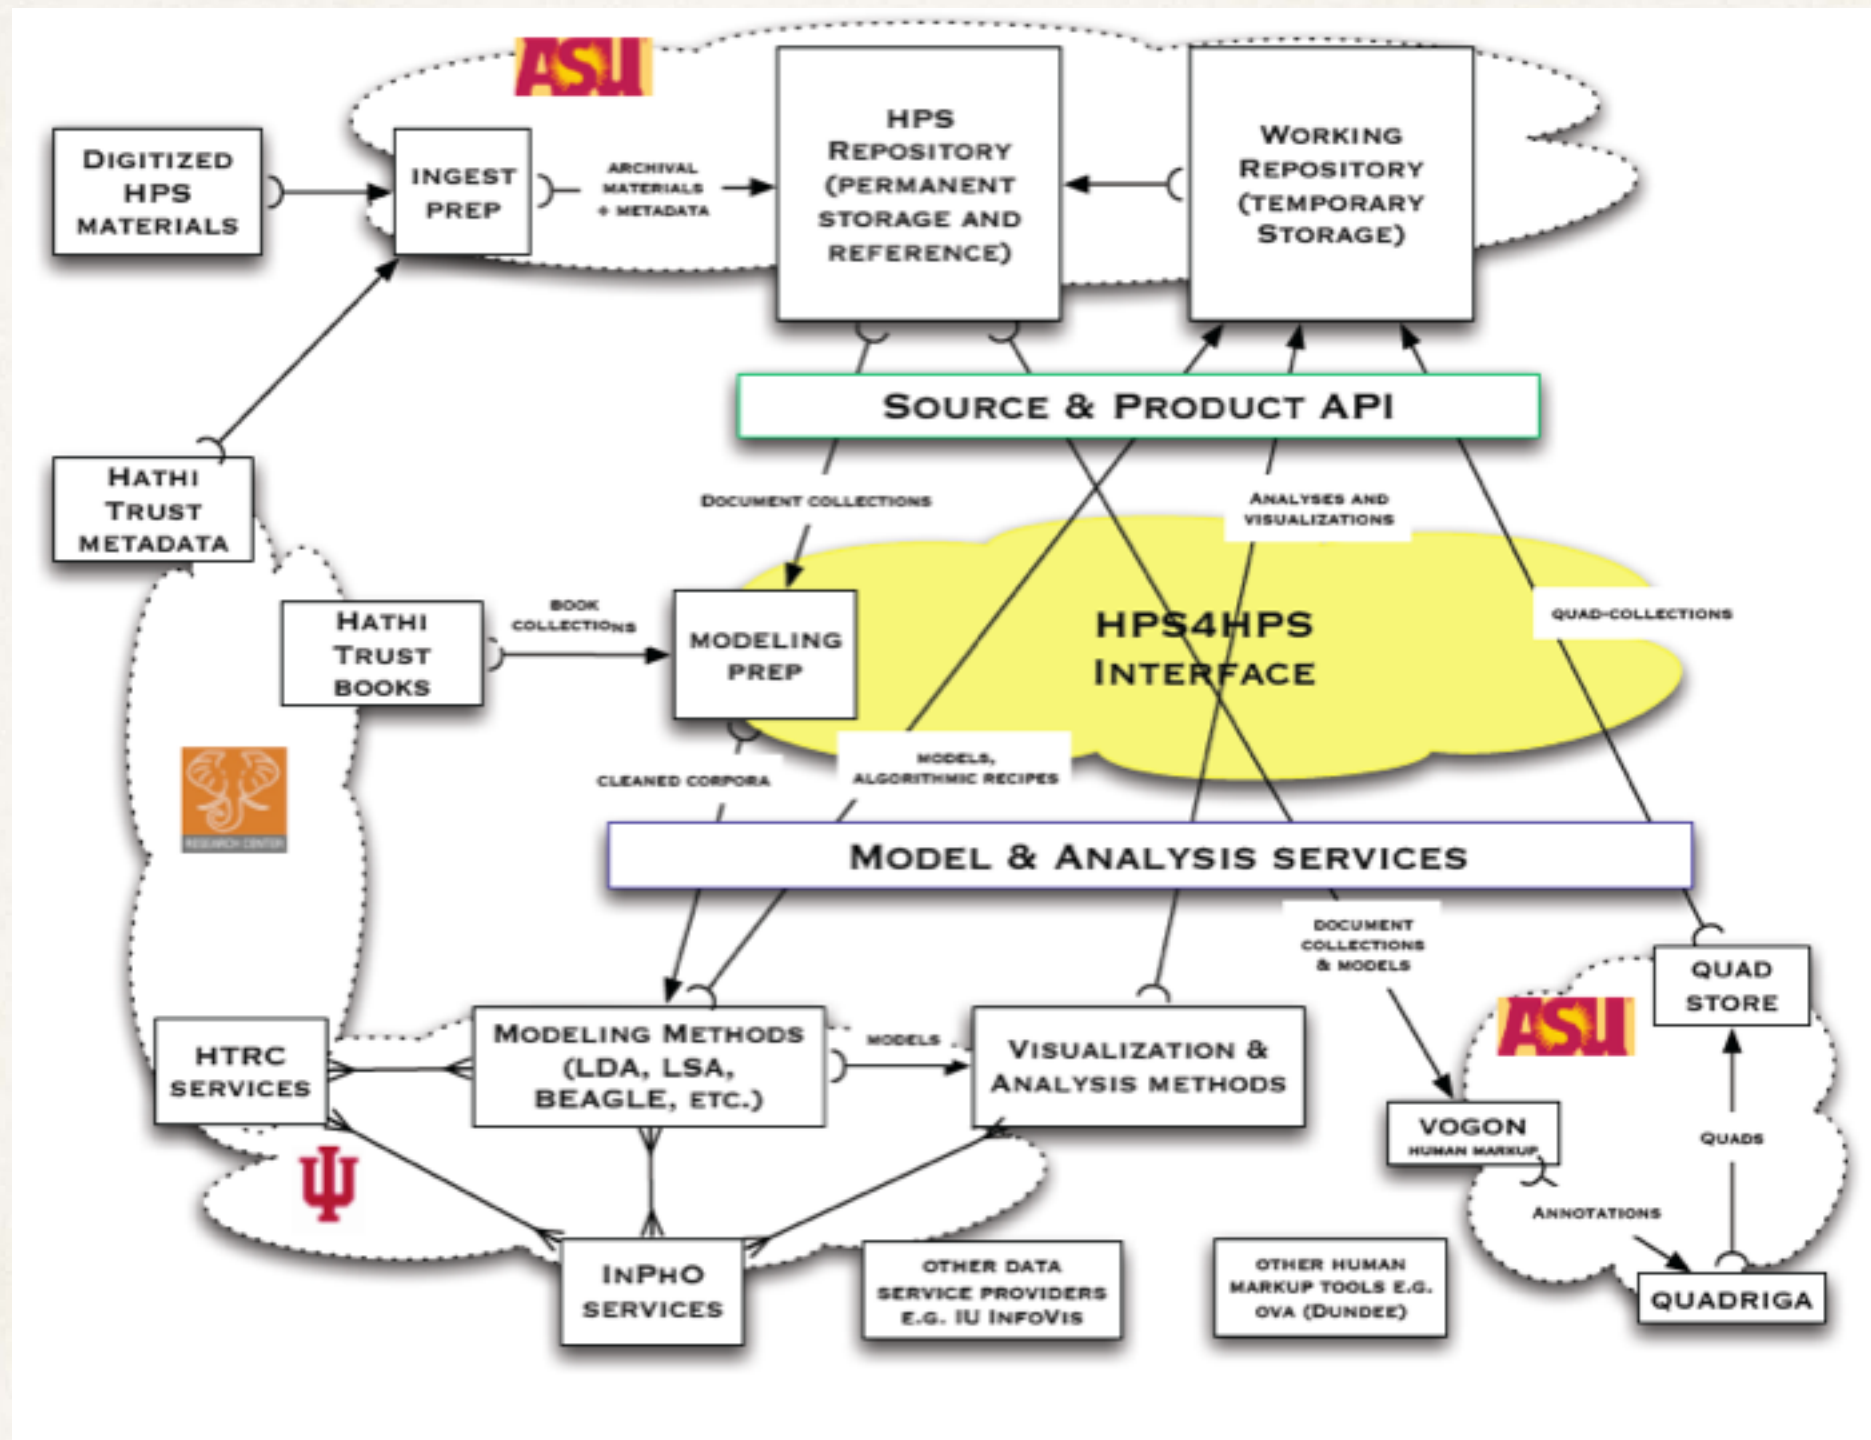 ASU
HPS
REPOSITORY
(PERMANENT
STORAGE AND
REFERENCE)
WORKING
REPOSITORY
(TEMPORARY
STORAGE)
DIGITIZED
HPS
MATERIALS
INGEST
PREP
ARCHIVAL
MATERIALS
+ METADATA
SOURCE & PRODUCT API
HATHI
TRUST
METADATA
DOCUMENT COLLECTIONS
ANALYSES AND
VISUALIZATIONS
HATHI
TRUST
BOOKS
BOOK
COLLECTIONS
MODELING
PREP
HPS4HPS
INTERFACE
QUAD-COLLECTIONS
CLEANED CORPORA
MODELS,
ALGORITHMIC RECIPES
RESEARCH CENTER
MODEL & ANALYSIS SERVICES
DOCUMENT
COLLECTIONS
& MODELS
QUAD
STORE
ASU
HTRC
SERVICES
MODELING METHODS
(LDA, LSA,
BEAGLE, ETC.)
MODELS
VISUALIZATION &
ANALYSIS METHODS
VOGON
HUMAN MARKUP
QUADS
ANNOTATIONS
INPHO
SERVICES
OTHER DATA
SERVICE PROVIDERS
E.G. IU INFOVIS
OTHER HUMAN
MARKUP TOOLS E.G.
OVA (DUNDEE)
QUADRIGA